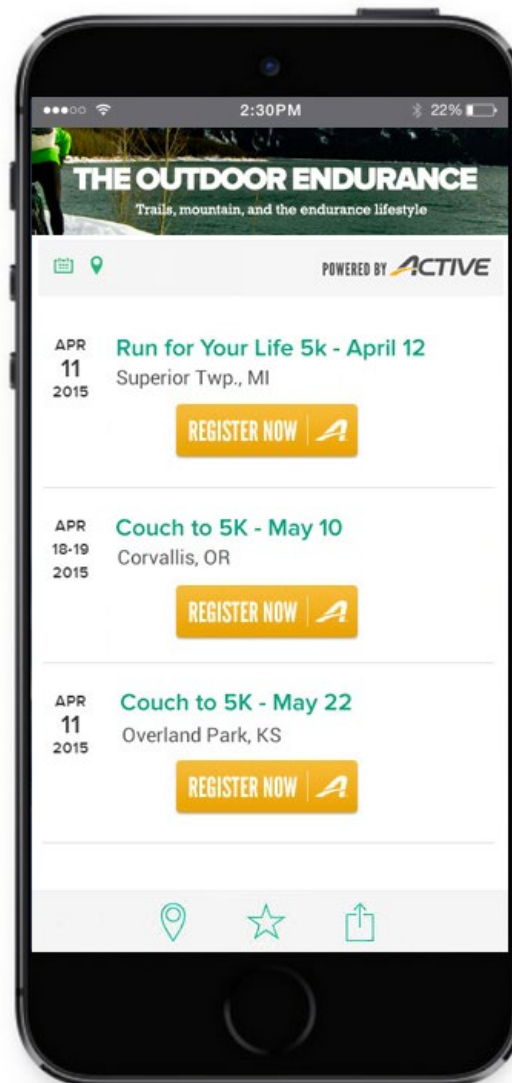 2:30PM
22%
THE OUTDOOR ENDURANCE
Trails, mountain, and the endurance lifestyle
POWERED BY ACTIVE
APR
11
2015
Run for Your Life 5k - April 12
Superior Twp., MI
REGISTER NOW
APR
18-19
2015
Couch to 5K - May 10
Corvallis, OR
REGISTER NOW
APR
11
2015
Couch to 5K - May 22
Overland Park, KS
REGISTER NOW